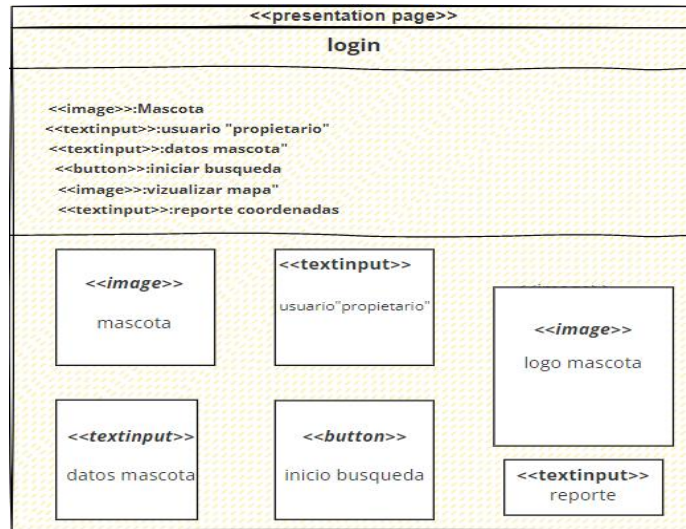 <<presentation page>>
login
<<image>>:Mascota
<<textinput>>:usuario "propietario"
<<textinput>>:datos mascota"
<<button>>:iniciar busqueda
<<image>>:vizualizar mapa"
<<textinput>>:reporte coordenadas
<<image>>
mascota
<<textinput>>
usuario"propietario"
<<image>>
logo mascota
<<textinput>>
datos mascota
<<button>>
inicio busqueda
<<textinput>>
reporte